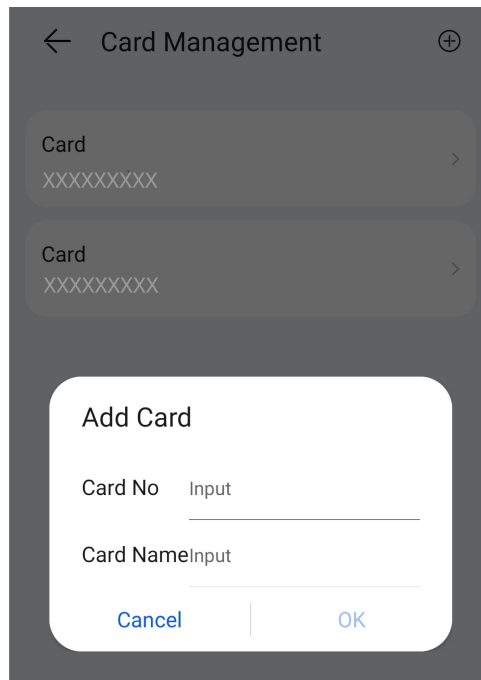 Card Management
Card
XXXXXXXXX
Card
XXXXXXXXX
Add Card
Card No Input
Card Name Input
Cancel OK